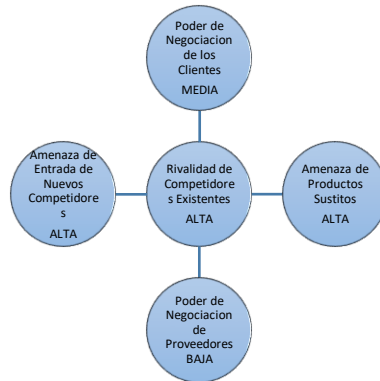 Poder de
Negociacion
de los
Clientes
MEDIA
Amenaza de
Entrada de
Nuevos
Competidore
s
ALTA
Rivalidad de
Competidore
s Existentes
ALTA
Amenaza de
Productos
Sustitos
ALTA
Poder de
Negociacion
de
Proveedores
BAJA